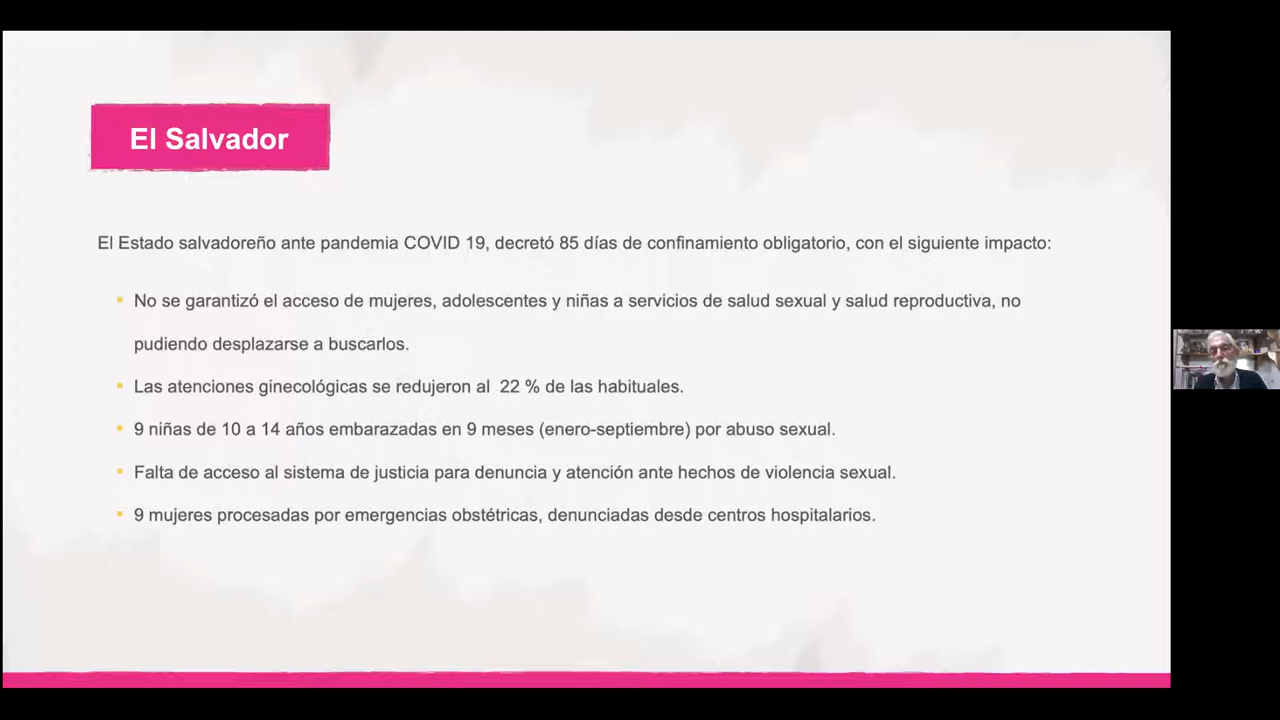 El Salvador
El Estado salvadoreño ante pandemia COVID 19, decretó 85 días de confinamiento obligatorio, con el siguiente impacto:
No se garantizó el acceso de mujeres, adolescentes y niñas a servicios de salud sexual y salud reproductiva, no
pudiendo desplazarse a buscarlos.
Las atenciones ginecológicas se redujeron al 22 % de las habituales.
9 niñas de 10 a 14 años embarazadas en 9 meses (enero-septiembre) por abuso sexual.
Falta de acceso al sistema de justicia para denuncia y atención ante hechos de violencia sexual.
9 mujeres procesadas por emergencias obstétricas, denunciadas desde centros hospitalarios.